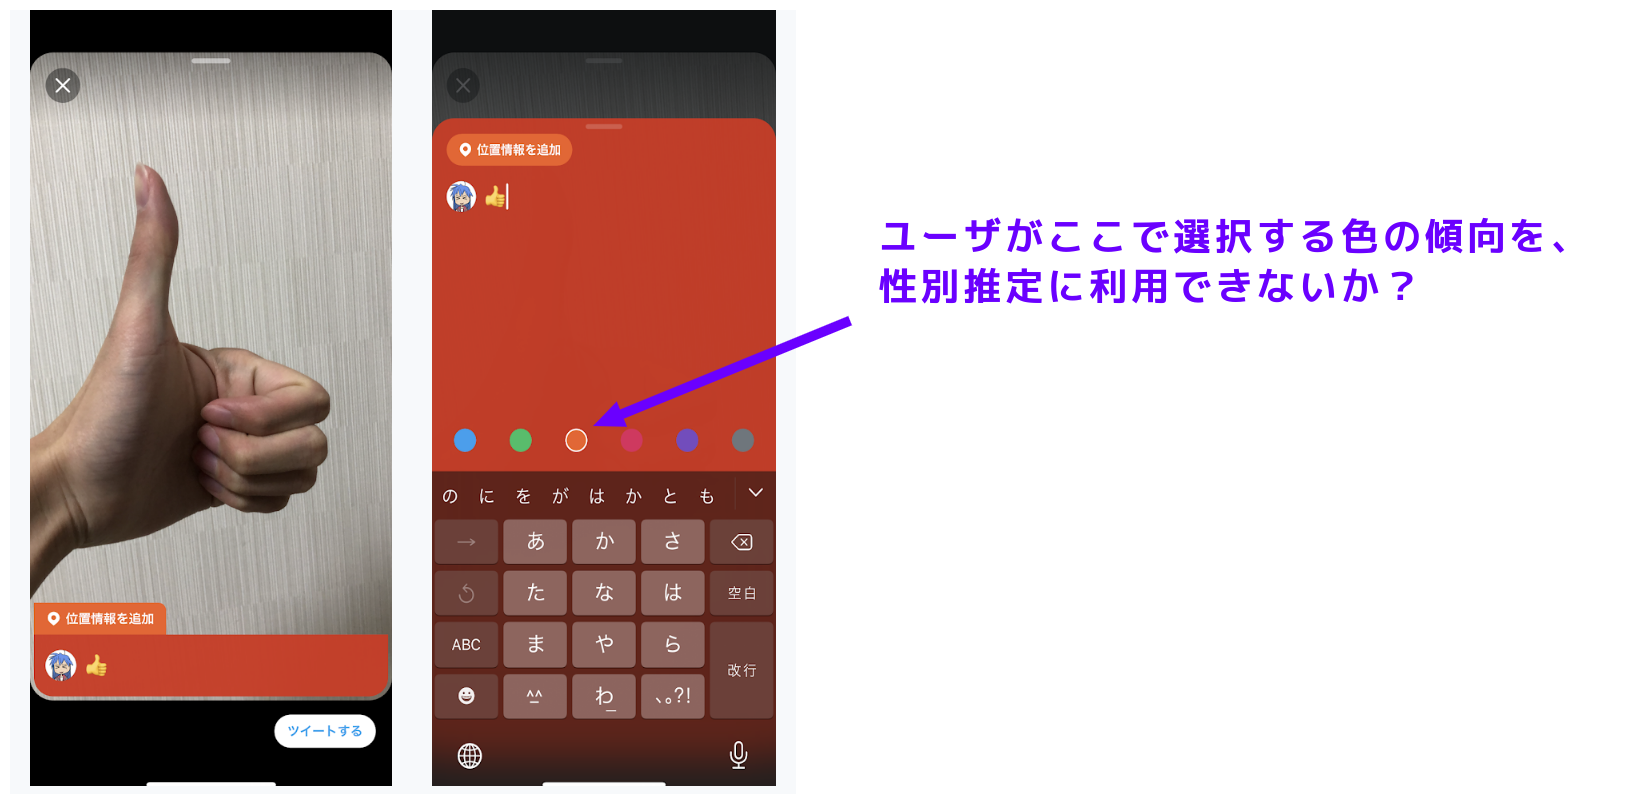 位置情報を追加
ツイートする
位置情報を追加
のにをがはかとも
→ あ か さ
た な は 空白
ABC ま や ら
改行
^^ わ_ 、。?!
ユーザがここで選択する色の傾向を、
性別推定に利用できないか？